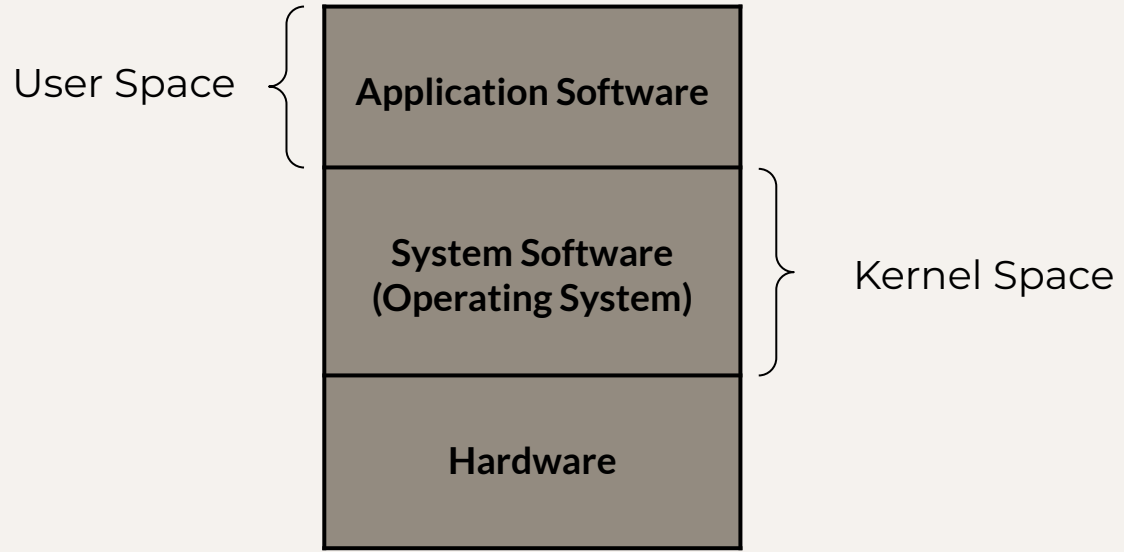 User Space
Application Software
System Software
(Operating System)
Kernel Space
Hardware